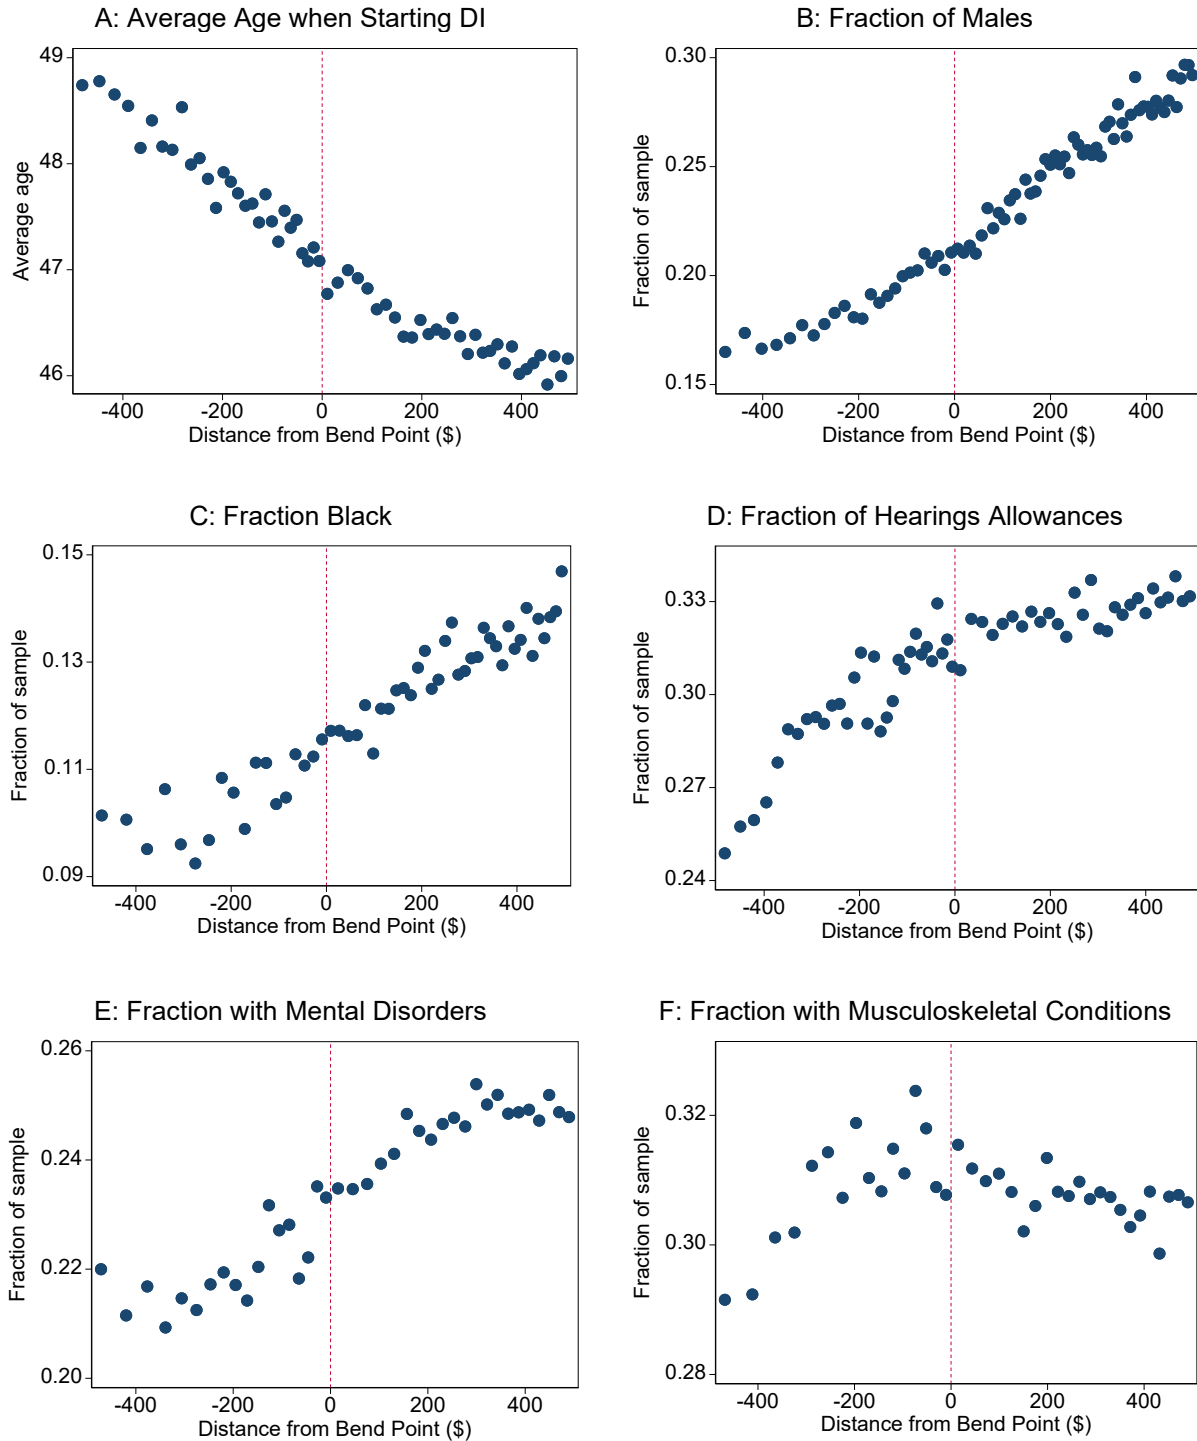 A: Average Age when Starting DI
49
48
47
46
Average age
-400 -200 0 200 400
Distance from Bend Point ($)
B: Fraction of Males
0.30
0.25
0.20
0.15
Fraction of sample
-400 -200 0 200 400
Distance from Bend Point ($)
C: Fraction Black
0.15
0.13
0.11
0.09
Fraction of sample
-400 -200 0 200 400
Distance from Bend Point ($)
D: Fraction of Hearings Allowances
0.33
0.30
0.27
0.24
Fraction of sample
-400 -200 0 200 400
Distance from Bend Point ($)
E: Fraction with Mental Disorders
0.26
0.24
0.22
0.20
Fraction of sample
-400 -200 0 200 400
Distance from Bend Point ($)
F: Fraction with Musculoskeletal Conditions
0.32
0.30
0.28
Fraction of sample
-400 -200 0 200 400
Distance from Bend Point ($)